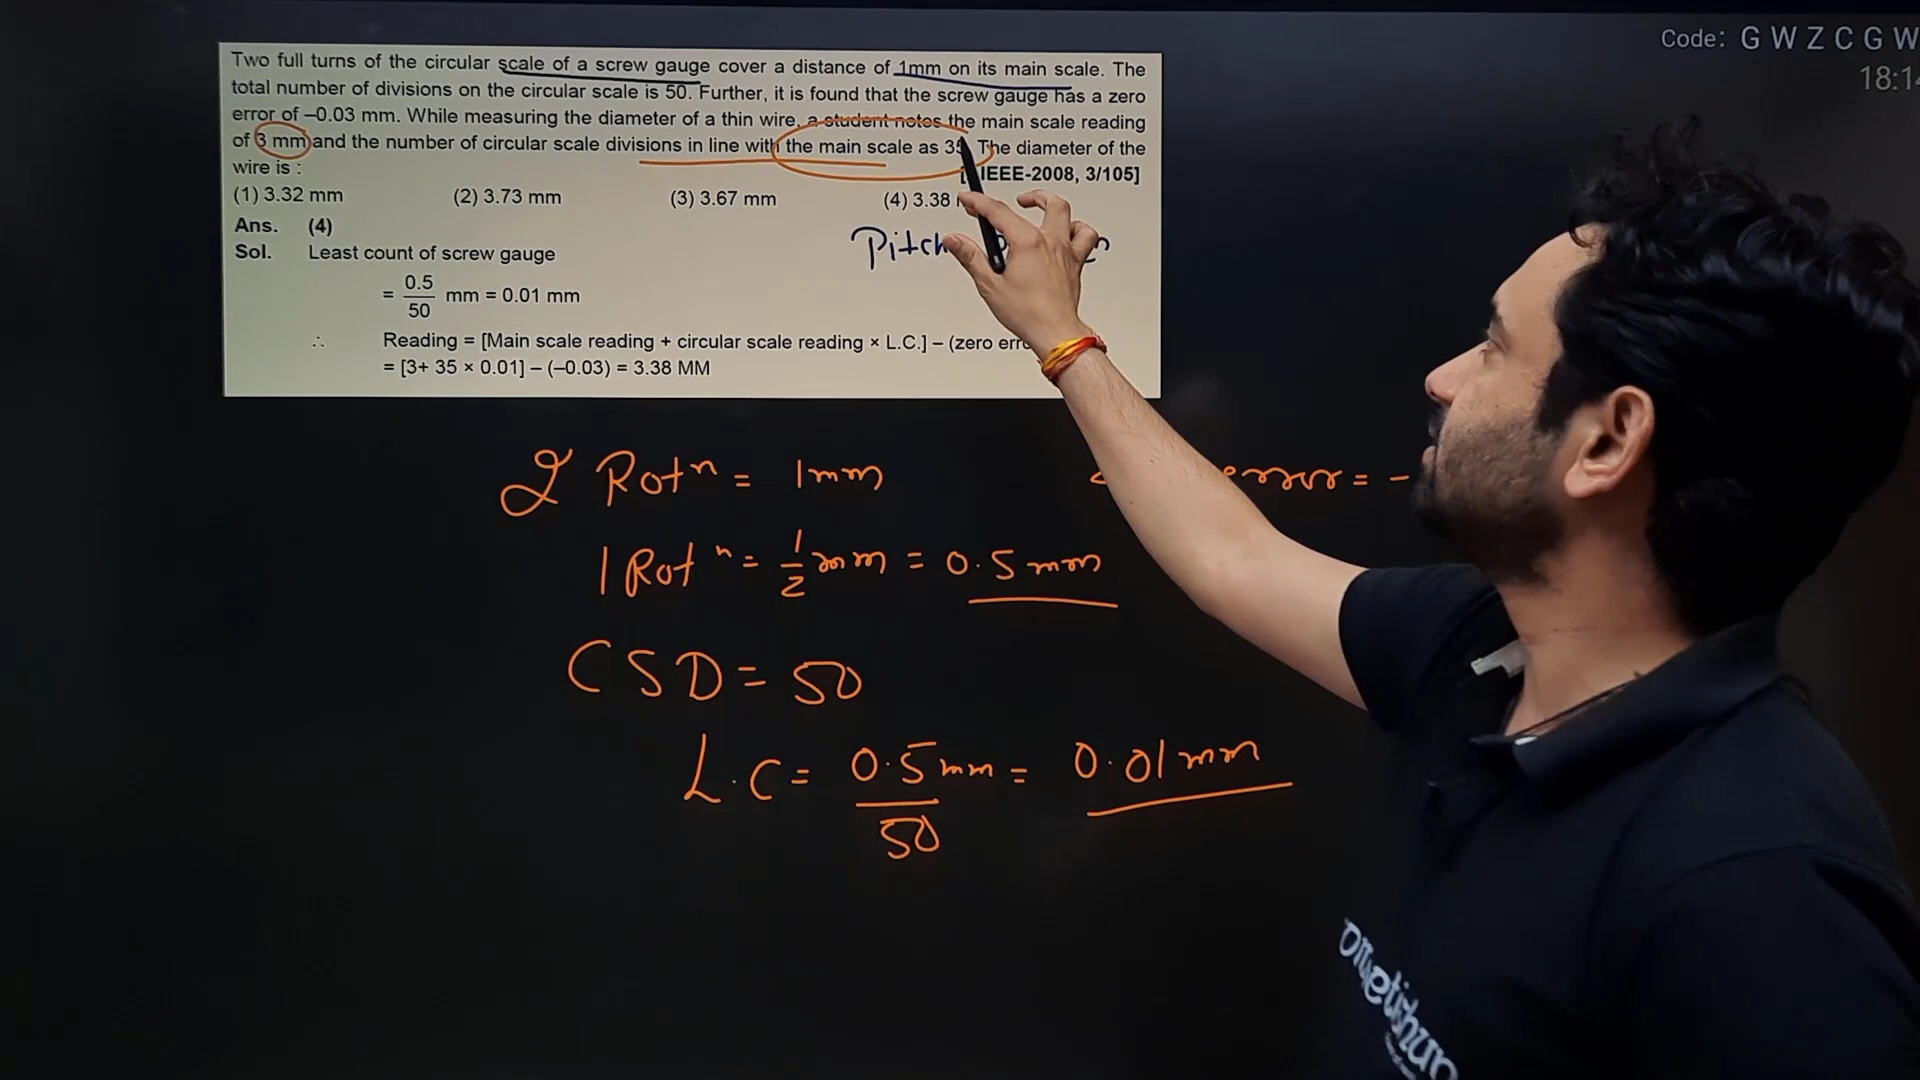 Code: G W Z C G W
18:14
Two full turns of the circular scale of a screw gauge cover a distance of 1mm on its main scale. The
total number of divisions on the circular scale is 50. Further, it is found that the screw gauge has a zero
error of –0.03 mm. While measuring the diameter of a thin wire, a student notes the main scale reading
of 3 mm and the number of circular scale divisions in line with the main scale as 35. The diameter of the
wire is :
IEEE-2008, 3/105]
(1) 3.32 mm (2) 3.73 mm (3) 3.67 mm (4) 3.38
Ans. (4)
Pitch
Sol. Least count of screw gauge
= 0.5/50 mm = 0.01 mm
∴ Reading = [Main scale reading + circular scale reading × L.C.] – (zero
= [3+ 35 × 0.01] – (–0.03) = 3.38 MM
2 Rotⁿ = 1mm
error = -
1 Rotⁿ = 1/2 mm = 0.5mm
CSD = 50
L.C = 0.5mm/50 = 0.01mm